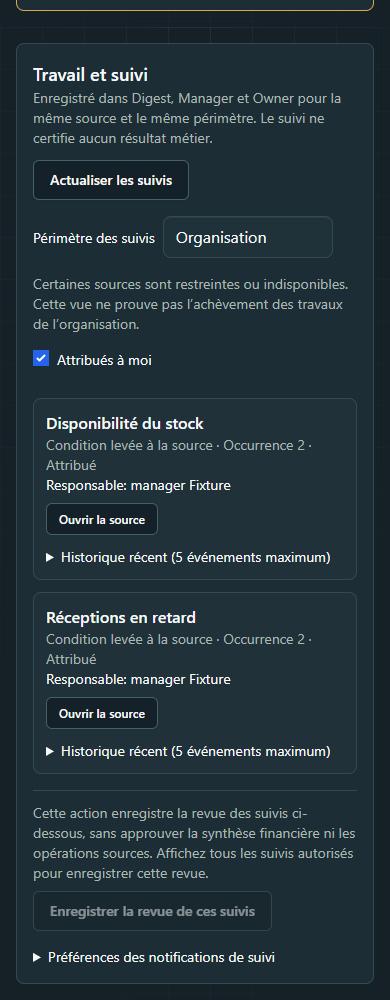 Travail et suivi
Enregistré dans Digest, Manager et Owner pour la
même source et le même périmètre. Le suivi ne
certifie aucun résultat métier.
Actualiser les suivis
Périmètre des suivis
Organisation
Certaines sources sont restreintes ou indisponibles.
Cette vue ne prouve pas l’achèvement des travaux
de l’organisation.
Attribués à moi
Disponibilité du stock
Condition levée à la source · Occurrence 2 ·
Attribué
Responsable: manager Fixture
Ouvrir la source
Historique récent (5 événements maximum)
Réceptions en retard
Condition levée à la source · Occurrence 2 ·
Attribué
Responsable: manager Fixture
Ouvrir la source
Historique récent (5 événements maximum)
Cette action enregistre la revue des suivis ci-
dessous, sans approuver la synthèse financière ni les
opérations sources. Affichez tous les suivis autorisés
pour enregistrer cette revue.
Enregistrer la revue de ces suivis
Préférences des notifications de suivi